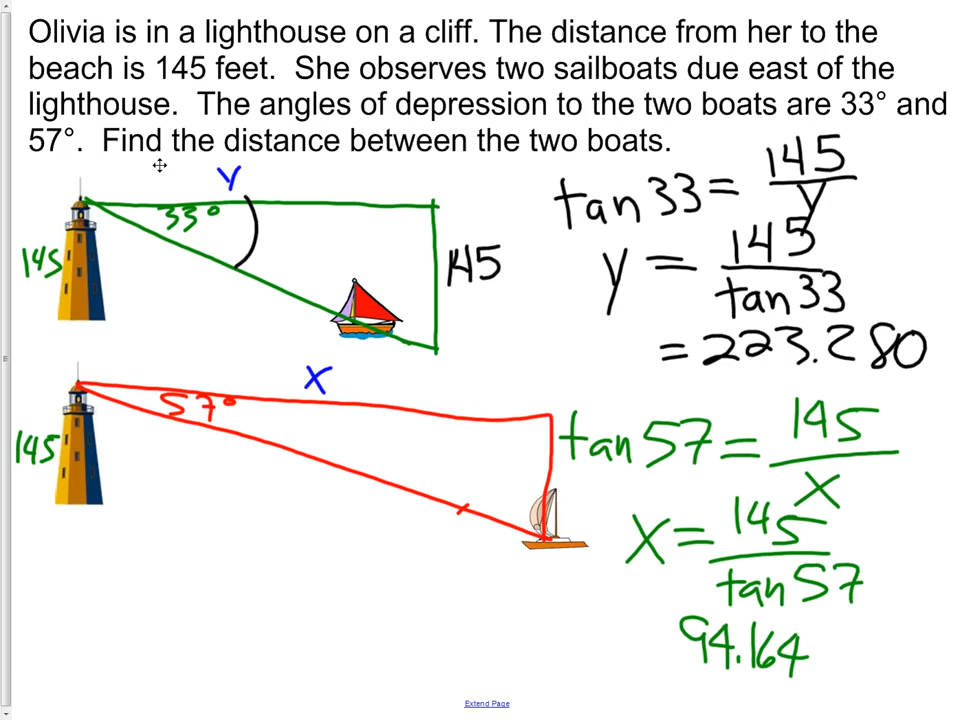 Olivia is in a lighthouse on a cliff. The distance from her to the
beach is 145 feet. She observes two sailboats due east of the
lighthouse. The angles of depression to the two boats are 33° and
57°. Find the distance between the two boats.
tan 33 = 145/y
y
33°
145
145
y = 145/tan 33
= 223.280
x
57°
145
tan 57 = 145/x
x = 145/tan 57
94.164
Extend Page